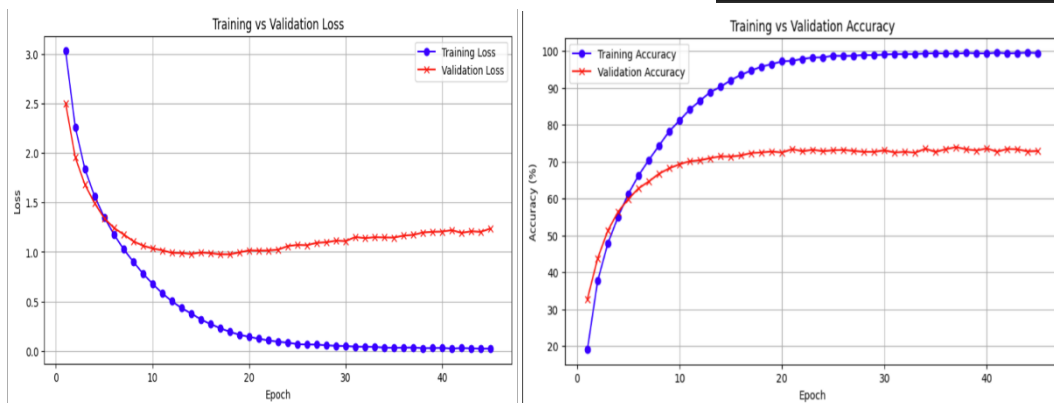 Training vs Validation Loss
Training Loss
Validation Loss
3.0
2.5
2.0
1.5
1.0
0.5
0.0
Loss
0 10 20 30 40
Epoch
Training vs Validation Accuracy
Training Accuracy
Validation Accuracy
100
90
80
70
60
50
40
30
20
Accuracy (%)
0 10 20 30 40
Epoch